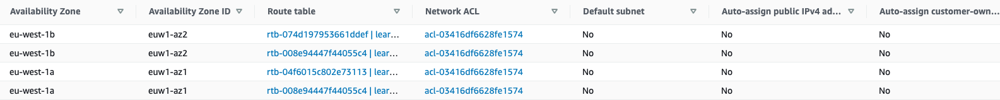 Availability Zone Availability Zone ID Route table Network ACL Default subnet Auto-assign public IPv4 ad... Auto-assign customer-own...
eu-west-1b euw1-az2 rtb-074d197953661ddef | lear... acl-03416df6628fe1574 No No No
eu-west-1b euw1-az2 rtb-008e94447f44055c4 | lear... acl-03416df6628fe1574 No No No
eu-west-1a euw1-az1 rtb-04f6015c802e73113 | lear... acl-03416df6628fe1574 No No No
eu-west-1a euw1-az1 rtb-008e94447f44055c4 | lear... acl-03416df6628fe1574 No No No